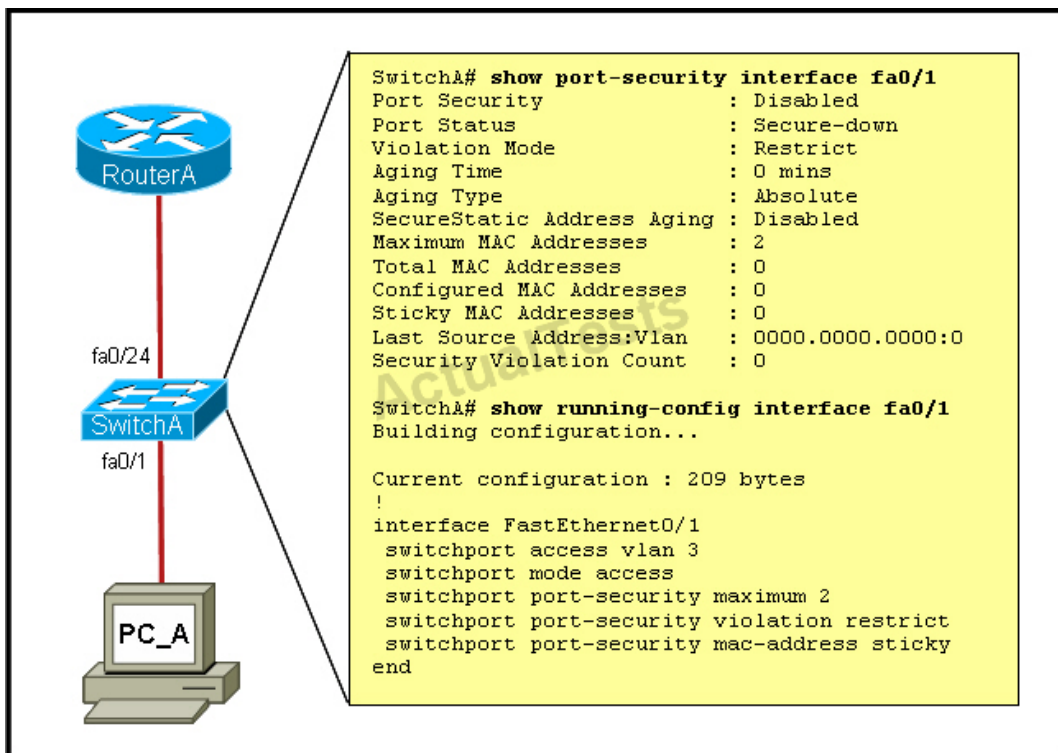 RouterA
fa0/24
SwitchA
fa0/1
PC_A
SwitchA# show port-security interface fa0/1
Port Security : Disabled
Port Status : Secure-down
Violation Mode : Restrict
Aging Time : 0 mins
Aging Type : Absolute
SecureStatic Address Aging : Disabled
Maximum MAC Addresses : 2
Total MAC Addresses : 0
Configured MAC Addresses : 0
Sticky MAC Addresses : 0
Last Source Address:Vlan : 0000.0000.0000:0
Security Violation Count : 0
ActualTests
SwitchA# show running-config interface fa0/1
Building configuration...
Current configuration : 209 bytes
!
interface FastEthernet0/1
switchport access vlan 3
switchport mode access
switchport port-security maximum 2
switchport port-security violation restrict
switchport port-security mac-address sticky
end